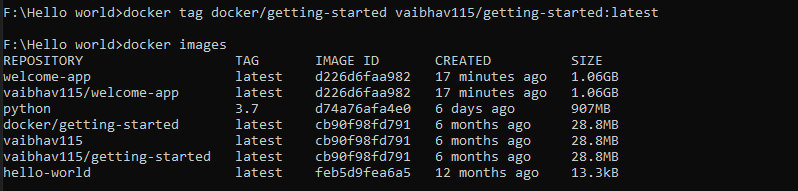 F:\Hello world>docker tag docker/getting-started vaibhav115/getting-started:latest
F:\Hello world>docker images
REPOSITORY TAG IMAGE ID CREATED SIZE
welcome-app latest d226d6faa982 17 minutes ago 1.06GB
vaibhav115/welcome-app latest d226d6faa982 17 minutes ago 1.06GB
python 3.7 d74a76afa4e0 6 days ago 907MB
docker/getting-started latest cb90f98fd791 6 months ago 28.8MB
vaibhav115 latest cb90f98fd791 6 months ago 28.8MB
vaibhav115/getting-started latest cb90f98fd791 6 months ago 28.8MB
hello-world latest feb5d9fea6a5 12 months ago 13.3kB